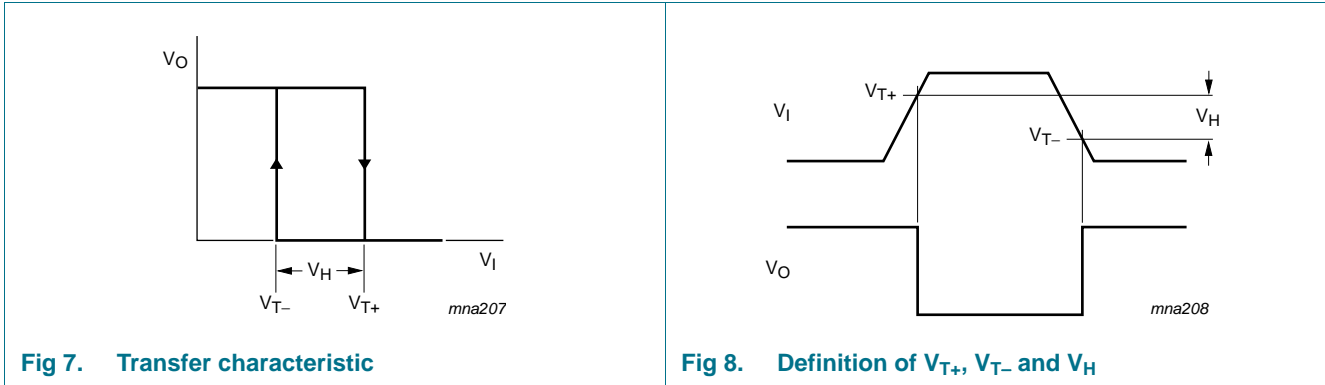 V_O
V_I
V_H
V_T−
V_T+
mna207
Fig 7. Transfer characteristic
V_T+
V_I
V_H
V_T−
V_O
mna208
Fig 8. Definition of V_T+, V_T− and V_H